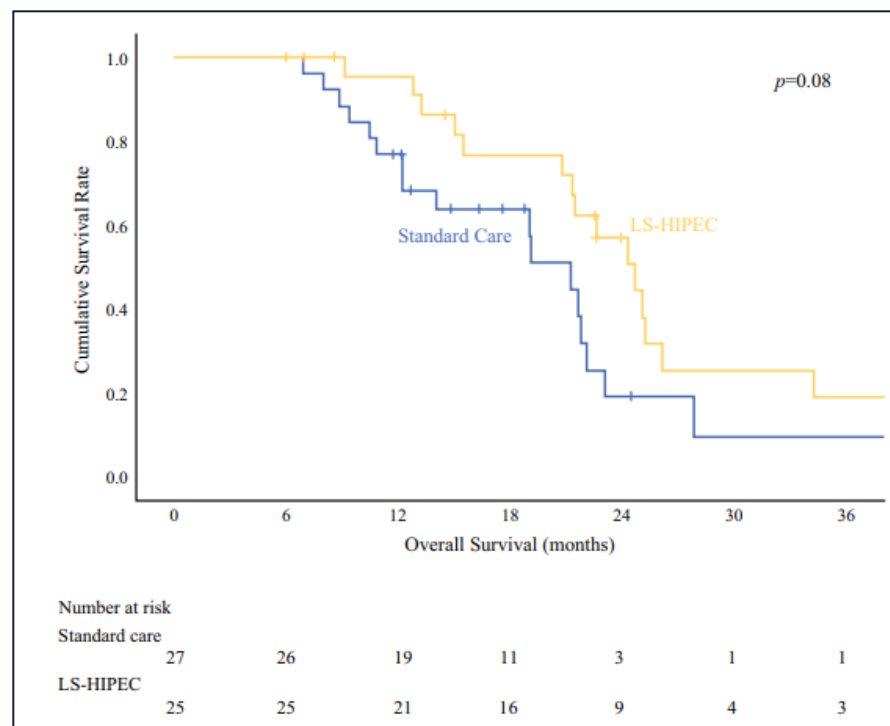 1.0
p=0.08
0.8
0.6
LS-HIPEC
Standard Care
0.4
0.2
0.0
Cumulative Survival Rate
0 6 12 18 24 30 36
Overall Survival (months)
Number at risk
Standard care
27 26 19 11 3 1 1
LS-HIPEC
25 25 21 16 9 4 3